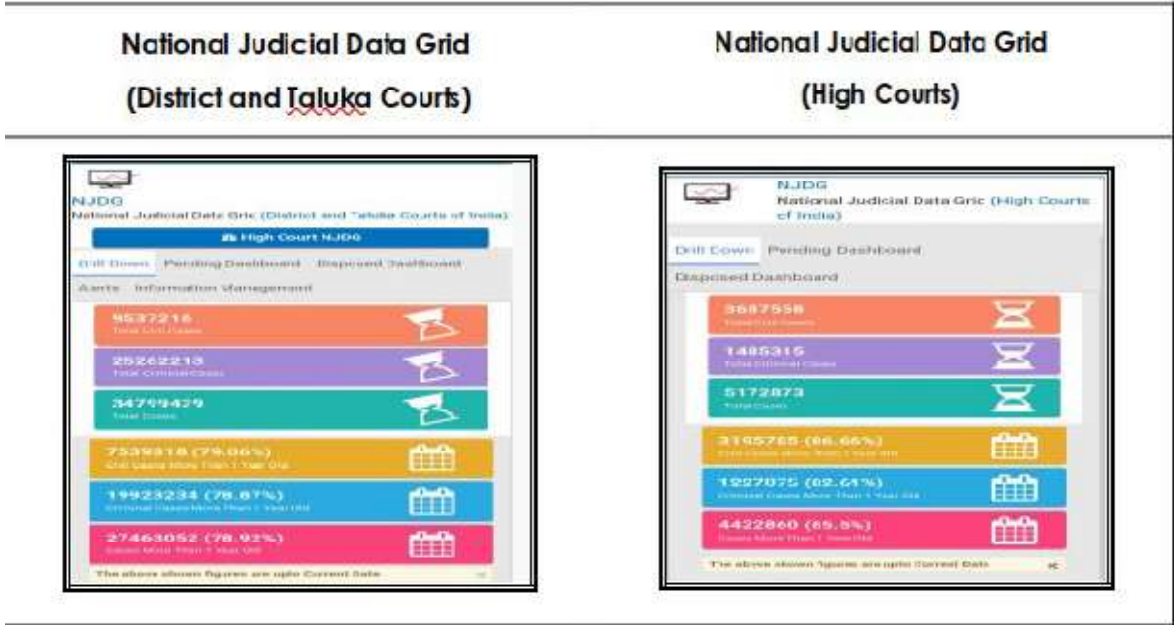 National Judicial Data Grid
(District and Taluka Courts)
NJDG
National Judicial Data Grid (District and Taluka Courts of India)
High Court NJDG
Drill Down Pending Dashboard Disposed Dashboard
Alerts Information Management
9537216
Total Civil Cases
25262213
Total Criminal Cases
34799429
Total Cases
7539818 (79.06%)
Civil Cases More Than 1 Year Old
19923234 (78.87%)
Criminal Cases More Than 1 Year Old
27463052 (78.92%)
Cases More Than 1 Year Old
The above shown figures are upto Current Date
National Judicial Data Grid
(High Courts)
NJDG
National Judicial Data Grid (High Courts
of India)
Drill Down Pending Dashboard
Disposed Dashboard
3687558
Total Civil Cases
1485315
Total Criminal Cases
5172873
Total Cases
3195785 (86.66%)
Civil Cases More Than 1 Year Old
1227075 (82.61%)
Criminal Cases More Than 1 Year Old
4422860 (85.5%)
Cases More Than 1 Year Old
The above shown figures are upto Current Date